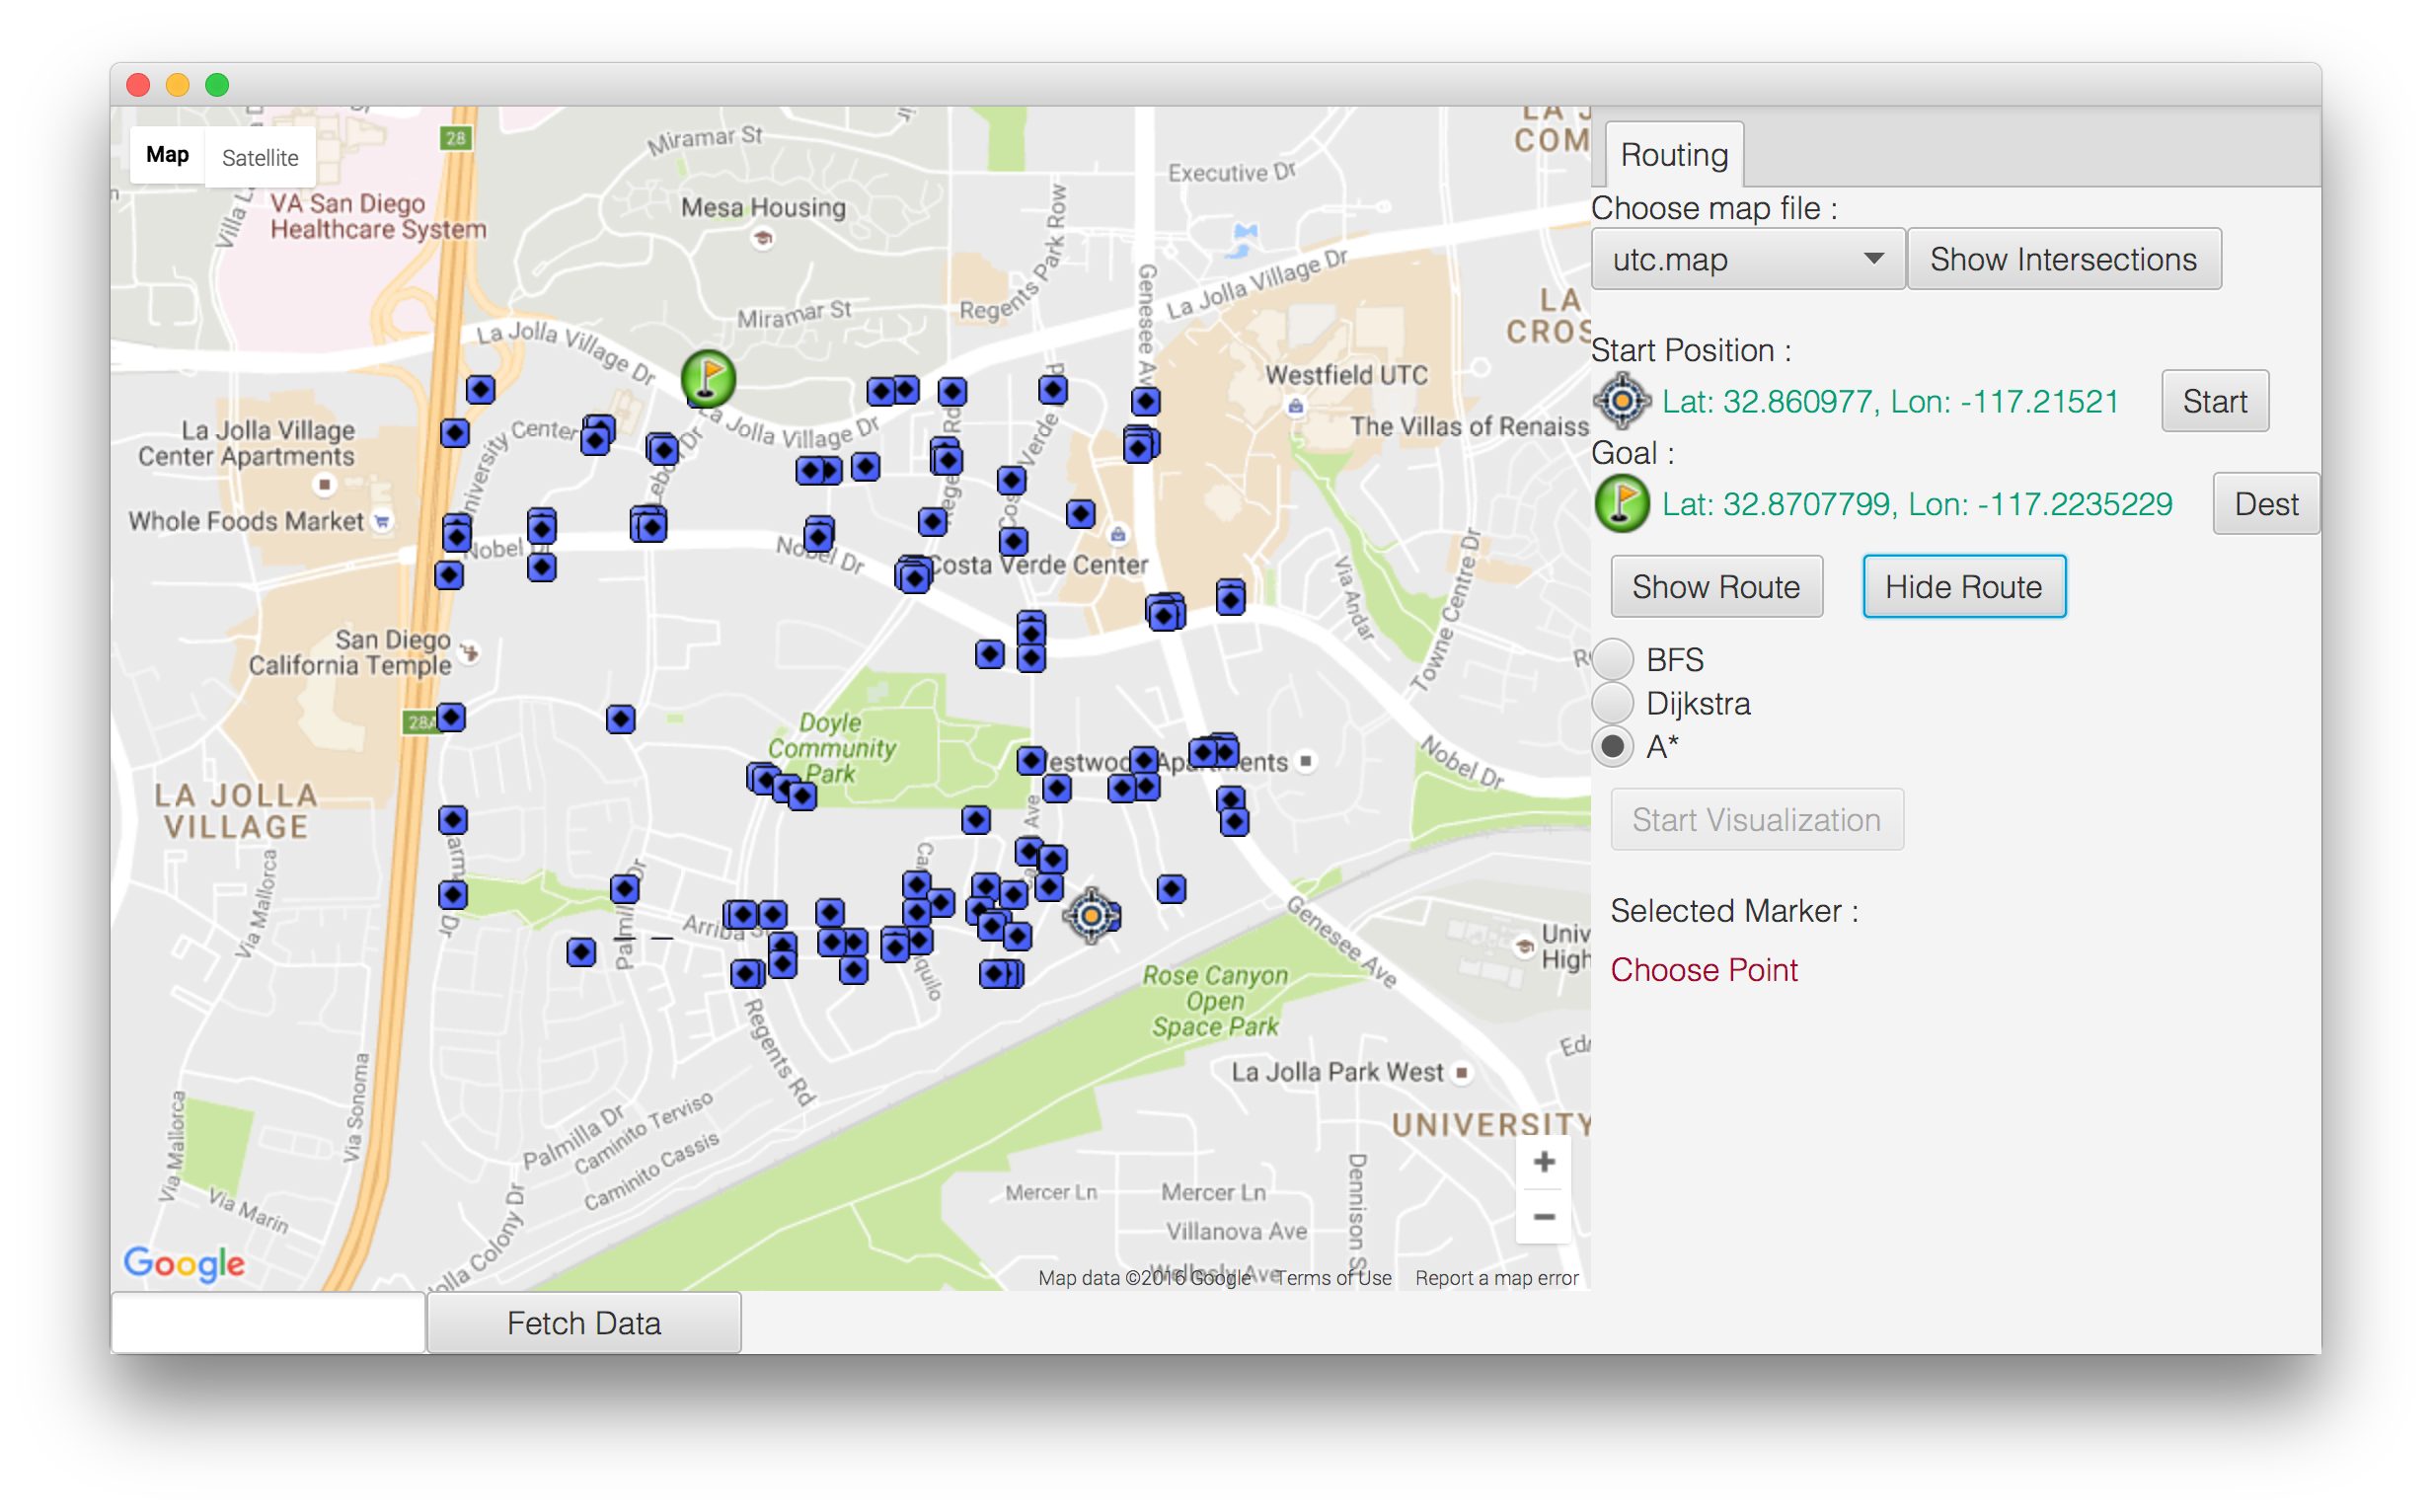 Map
Satellite
28
Miramar St
Executive Dr
LA J
COM
VA San Diego
Healthcare System
Mesa Housing
Regents Park Row
Genesee Av
La Jolla Village Dr
Miramar St
La Jolla Village Dr
LA
CROS
Westfield UTC
The Villas of Renaiss
La Jolla Village
Center Apartments
University Center
La Jolla Village Dr
Lebon Dr
Whole Foods Market
Nobel Dr
Nobel Dr
Costa Verde Center
Via Andar
Towne Centre Dr
San Diego
California Temple
28A
Doyle
Community
Park
Apartments
Nobel Dr
LA JOLLA
VILLAGE
Via Mallorca
Palmilla Dr
Arriba
Genesee Ave
Univ
High
Rose Canyon
Open
Space Park
Regents Rd
Via Sonoma
La Jolla Park West
UNIVERSITY
Via Mallorca
Palmilla Dr
Caminito Terviso
Caminito Cassis
Via Marin
Jolla Colony Dr
Mercer Ln
Mercer Ln
Villanova Ave
Wellesly Ave
Dennison St
Google
Map data ©2016 Google
Terms of Use
Report a map error
+
−
Fetch Data
Routing
Choose map file :
utc.map
Show Intersections
Start Position :
Lat: 32.860977, Lon: -117.21521
Start
Goal :
Lat: 32.8707799, Lon: -117.2235229
Dest
Show Route
Hide Route
BFS
Dijkstra
A*
Start Visualization
Selected Marker :
Choose Point